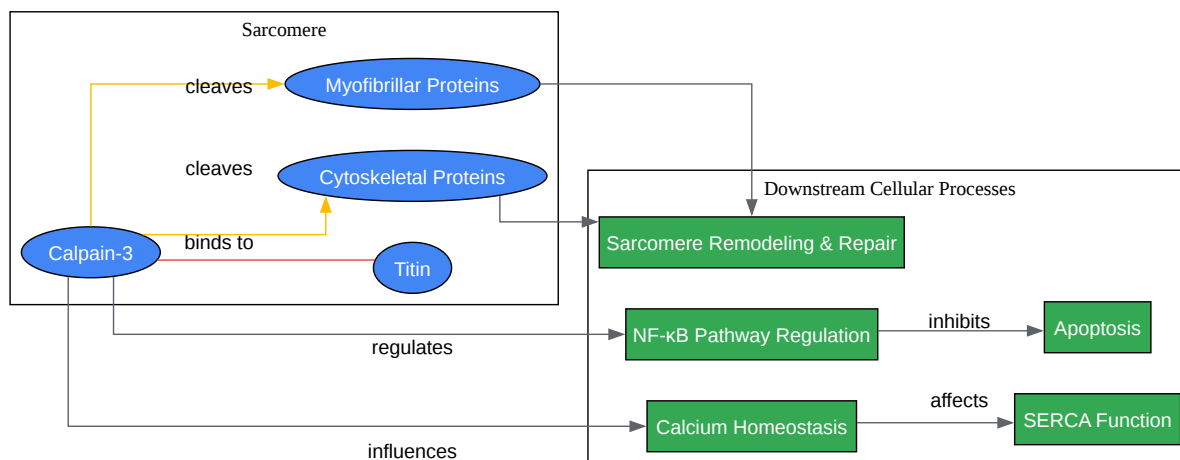 Sarcomere
cleaves
Myofibrillar Proteins
cleaves
Cytoskeletal Proteins
Downstream Cellular Processes
binds to
Calpain-3
Titin
Sarcomere Remodeling & Repair
regulates
NF-κB Pathway Regulation
inhibits
Apoptosis
influences
Calcium Homeostasis
affects
SERCA Function